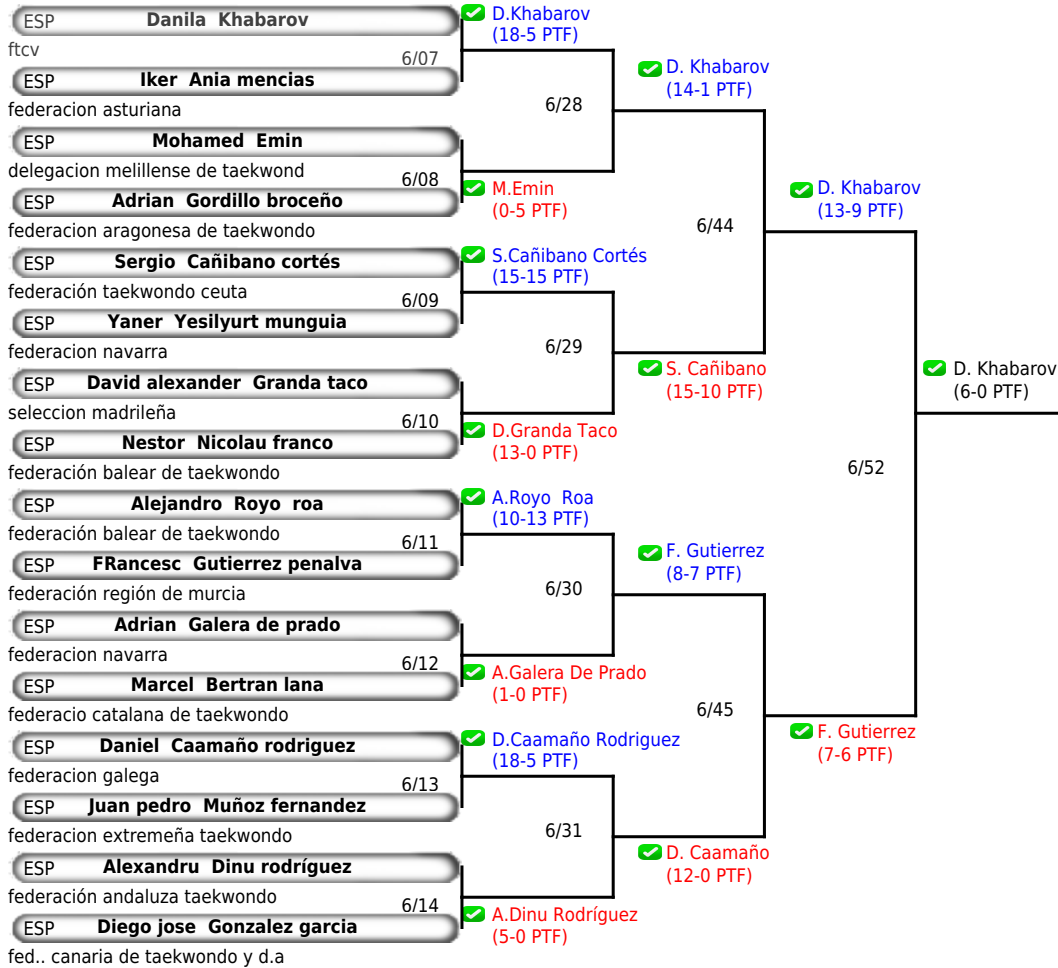 ESP Danila Khabarov
ftcv
6/07
ESP Iker Ania mencias
federacion asturiana
ESP Mohamed Emin
delegacion melillense de taekwond
6/08
ESP Adrian Gordillo broceño
federacion aragonesa de taekwondo
ESP Sergio Cañibano cortés
federación taekwondo ceuta
6/09
ESP Yaner Yesilyurt munguia
federacion navarra
ESP David alexander Granda taco
seleccion madrileña
6/10
ESP Nestor Nicolau franco
federación balear de taekwondo
ESP Alejandro Royo roa
federación balear de taekwondo
6/11
ESP FRancesc Gutierrez penalva
federación región de murcia
ESP Adrian Galera de prado
federacion navarra
6/12
ESP Marcel Bertran lana
federacio catalana de taekwondo
ESP Daniel Caamaño rodriguez
federacion galega
6/13
ESP Juan pedro Muñoz fernandez
federacion extremeña taekwondo
ESP Alexandru Dinu rodríguez
federación andaluza taekwondo
6/14
ESP Diego jose Gonzalez garcia
fed.. canaria de taekwondo y d.a
D.Khabarov
(18-5 PTF)
6/28
M.Emin
(0-5 PTF)
S.Cañibano Cortés
(15-15 PTF)
6/29
D.Granda Taco
(13-0 PTF)
A.Royo Roa
(10-13 PTF)
6/30
A.Galera De Prado
(1-0 PTF)
D.Caamaño Rodriguez
(18-5 PTF)
6/31
A.Dinu Rodríguez
(5-0 PTF)
D. Khabarov
(14-1 PTF)
6/44
S. Cañibano
(15-10 PTF)
F. Gutierrez
(8-7 PTF)
6/45
D. Caamaño
(12-0 PTF)
D. Khabarov
(13-9 PTF)
6/52
F. Gutierrez
(7-6 PTF)
D. Khabarov
(6-0 PTF)